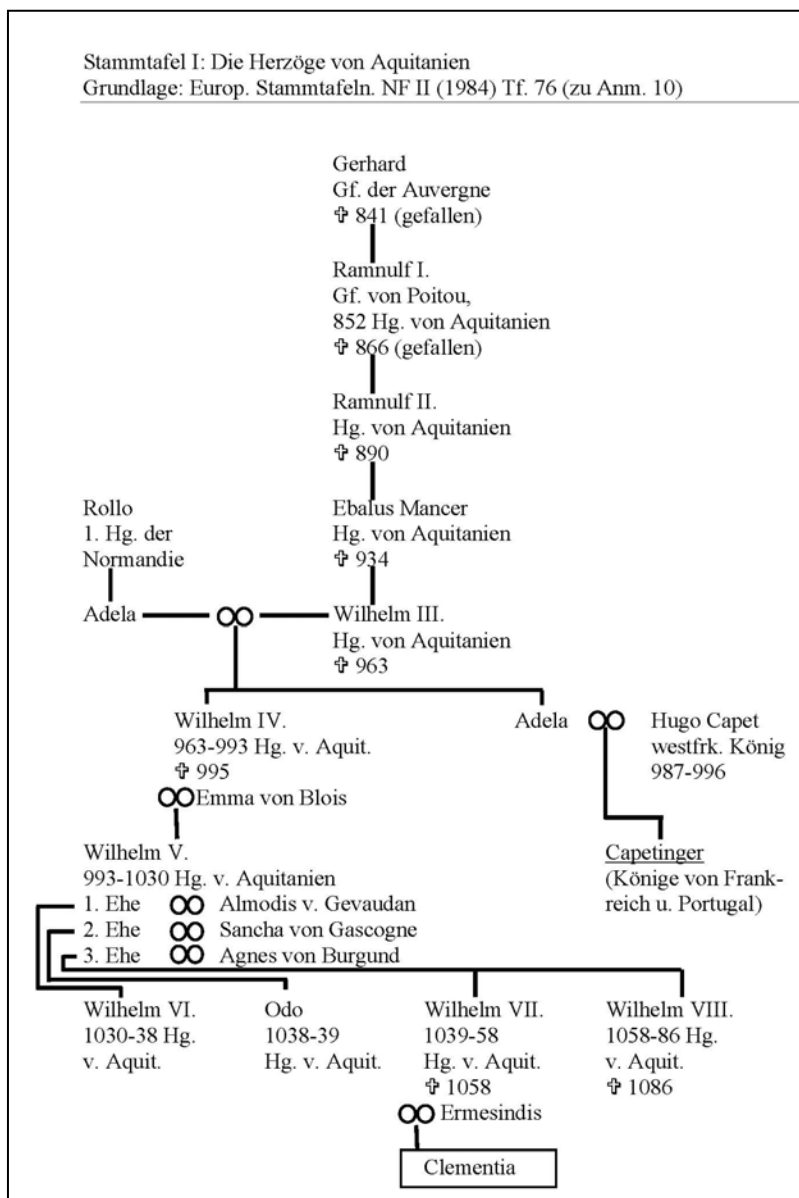 Stammtafel I: Die Herzöge von Aquitanien
Grundlage: Europ. Stammtafeln. NF II (1984) Tf. 76 (zu Anm. 10)
Gerhard
Gf. der Auvergne
✞ 841 (gefallen)
Ramnulf I.
Gf. von Poitou,
852 Hg. von Aquitanien
✞ 866 (gefallen)
Ramnulf II.
Hg. von Aquitanien
✞ 890
Rollo
1. Hg. der
Normandie
Ebalus Mancer
Hg. von Aquitanien
✞ 934
Adela
Wilhelm III.
Hg. von Aquitanien
✞ 963
Wilhelm IV.
963-993 Hg. v. Aquit.
✞ 995
Emma von Blois
Adela
Hugo Capet
westfrk. König
987-996
Capetinger
(Könige von Frank-
reich u. Portugal)
Wilhelm V.
993-1030 Hg. v. Aquitanien
1. Ehe Almodis v. Gevaudan
2. Ehe Sancha von Gascogne
3. Ehe Agnes von Burgund
Wilhelm VI.
1030-38 Hg.
v. Aquit.
Odo
1038-39
Hg. v. Aquit.
Wilhelm VII.
1039-58
Hg. v. Aquit.
✞ 1058
Ermesindis
Clementia
Wilhelm VIII.
1058-86 Hg.
v. Aquit.
✞ 1086